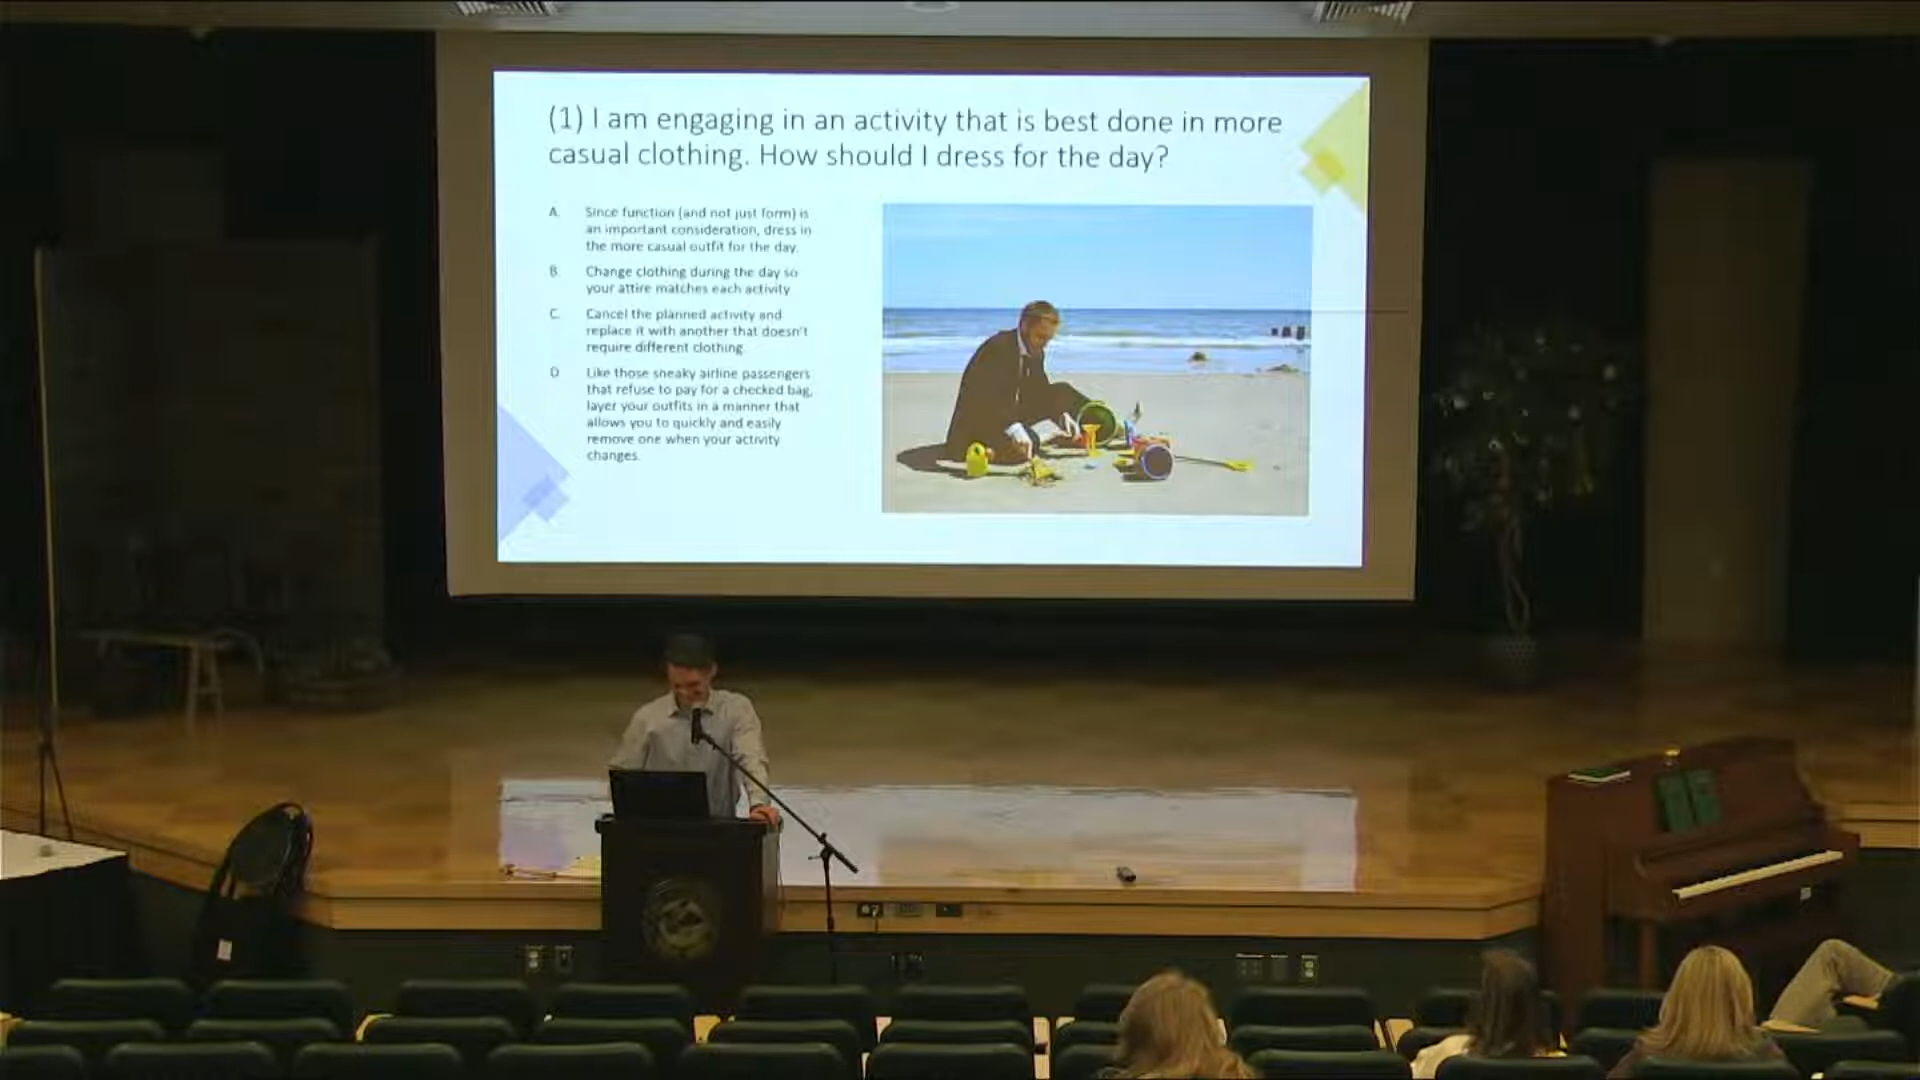 (1) I am engaging in an activity that is best done in more
casual clothing. How should I dress for the day?
A. Since function (and not just form) is
an important consideration, dress in
the more casual outfit for the day.
B. Change clothing during the day so
your attire matches each activity
C. Cancel the planned activity and
replace it with another that doesn't
require different clothing.
D. Like those sneaky airline passengers
that refuse to pay for a checked bag,
layer your outfits in a manner that
allows you to quickly and easily
remove one when your activity
changes.